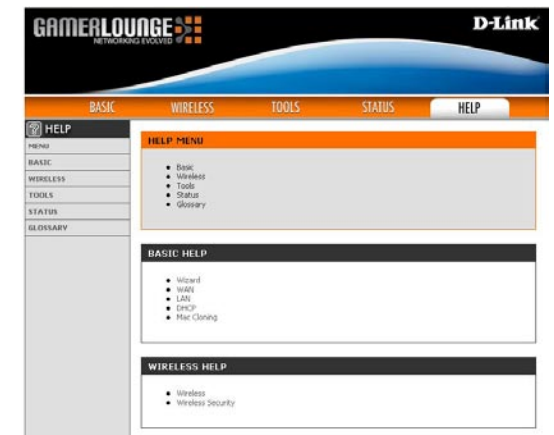 GAMERLOUNGE
NETWORKING EVOLVED
D-Link
BASIC WIRELESS TOOLS STATUS HELP
HELP
MENU
BASIC
WIRELESS
TOOLS
STATUS
GLOSSARY
HELP MENU
Basic
Wireless
Tools
Status
Glossary
BASIC HELP
Wizard
WAN
LAN
DHCP
Mac Cloning
WIRELESS HELP
Wireless
Wireless Security